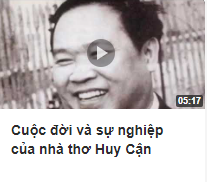 05:17
Cuộc đời và sự nghiệp
của nhà thơ Huy Cận